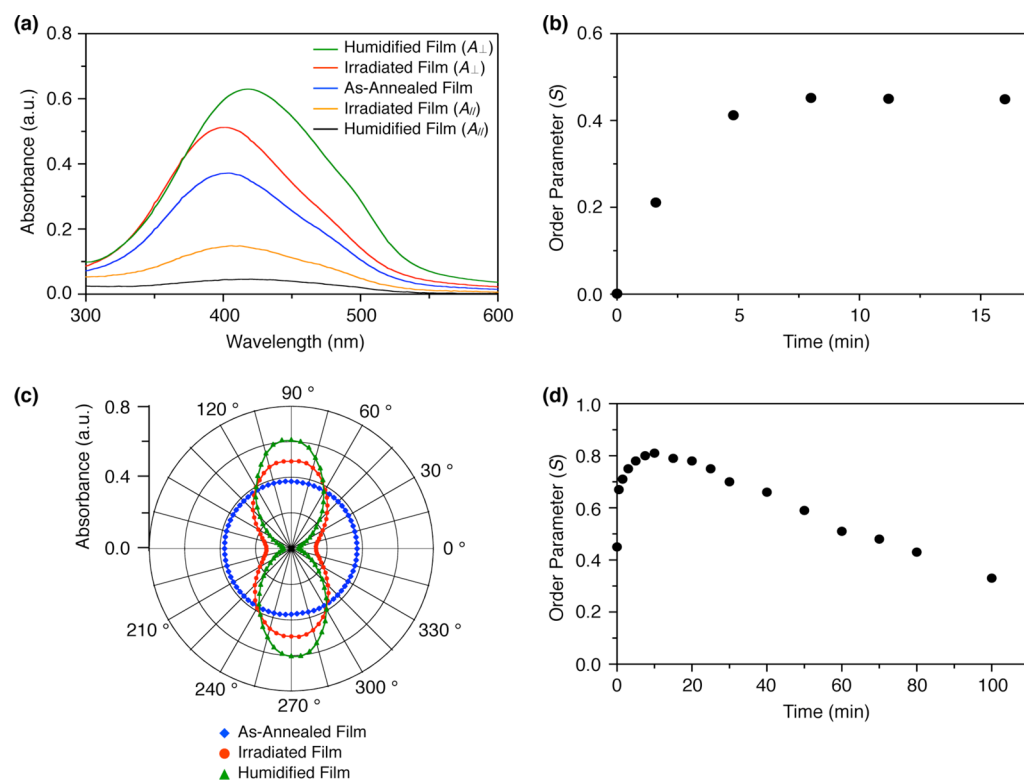 (a)
0.8
0.6
0.4
0.2
0.0
Absorbance (a.u.)
Humidified Film (A⊥)
Irradiated Film (A⊥)
As-Annealed Film
Irradiated Film (A//)
Humidified Film (A//)
300
400
500
600
Wavelength (nm)
(b)
0.6
0.4
0.2
0.0
Order Parameter (S)
0
5
10
15
Time (min)
(c)
0.8
0.4
0.0
Absorbance (a.u.)
90 °
120 °
60 °
30 °
0 °
210 °
330 °
240 °
300 °
270 °
As-Annealed Film
Irradiated Film
Humidified Film
(d)
1.0
0.8
0.6
0.4
0.2
0.0
Order Parameter (S)
0
20
40
60
80
100
Time (min)